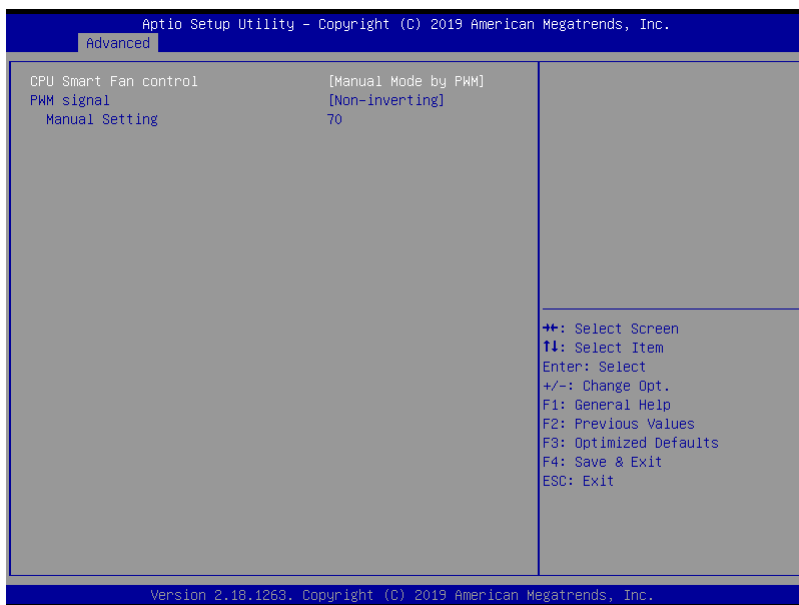 Aptio Setup Utility – Copyright (C) 2019 American Megatrends, Inc.
Advanced
CPU Smart Fan control [Manual Mode by PWM]
PWM signal [Non-inverting]
Manual Setting 70
→←: Select Screen
↑↓: Select Item
Enter: Select
+/-: Change Opt.
F1: General Help
F2: Previous Values
F3: Optimized Defaults
F4: Save & Exit
ESC: Exit
Version 2.18.1263. Copyright (C) 2019 American Megatrends, Inc.